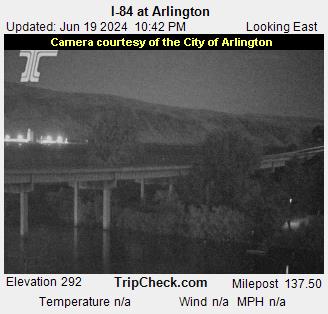 I-84 at Arlington
Updated: Jun 19 2024 10:42 PM Looking East
Camera courtesy of the City of Arlington
Elevation 292 TripCheck.com Milepost 137.50
Temperature n/a Wind n/a MPH n/a